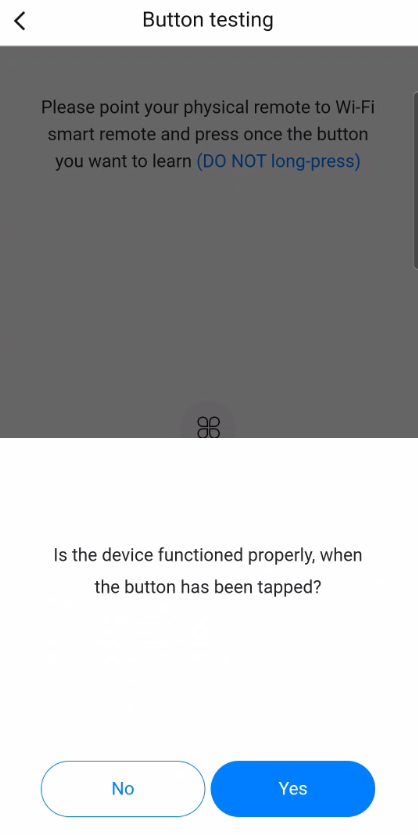 Button testing
Please point your physical remote to Wi-Fi
smart remote and press once the button
you want to learn (DO NOT long-press)
Is the device functioned properly, when
the button has been tapped?
No
Yes